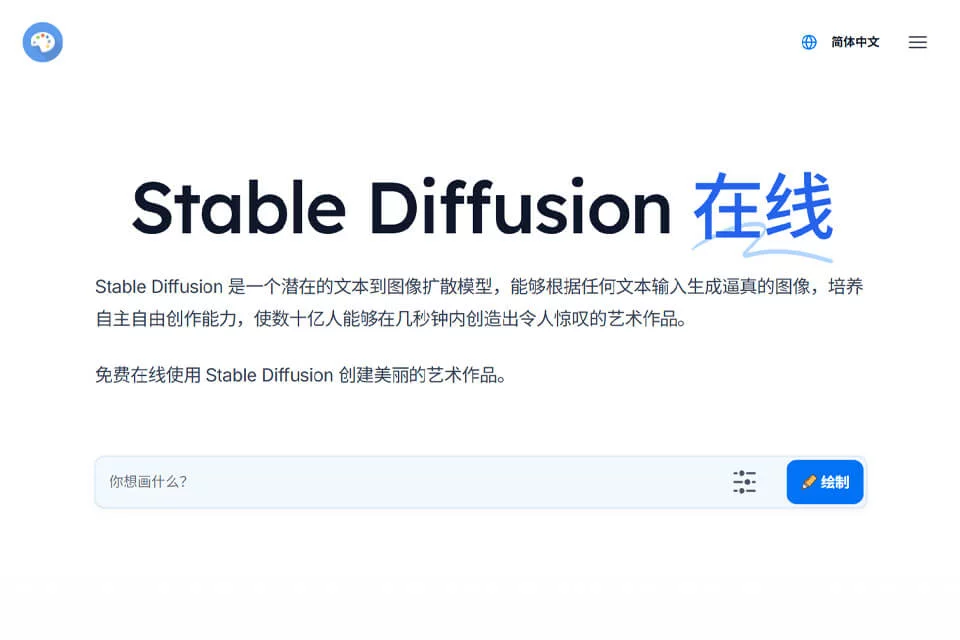 简体中文
Stable Diffusion 在线
Stable Diffusion 是一个潜在的文本到图像扩散模型，能够根据任何文本输入生成逼真的图像，培养
自主自由创作能力，使数十亿人能够在几秒钟内创造出令人惊叹的艺术作品。
免费在线使用 Stable Diffusion 创建美丽的艺术作品。
你想画什么？
绘制